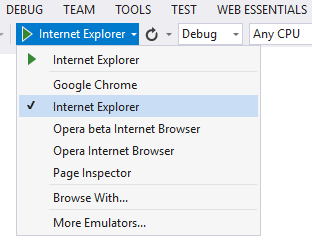 DEBUG TEAM TOOLS TEST WEB ESSENTIALS
Internet Explorer Debug Any CPU
Internet Explorer
Google Chrome
Internet Explorer
Opera beta Internet Browser
Opera Internet Browser
Page Inspector
Browse With...
More Emulators...